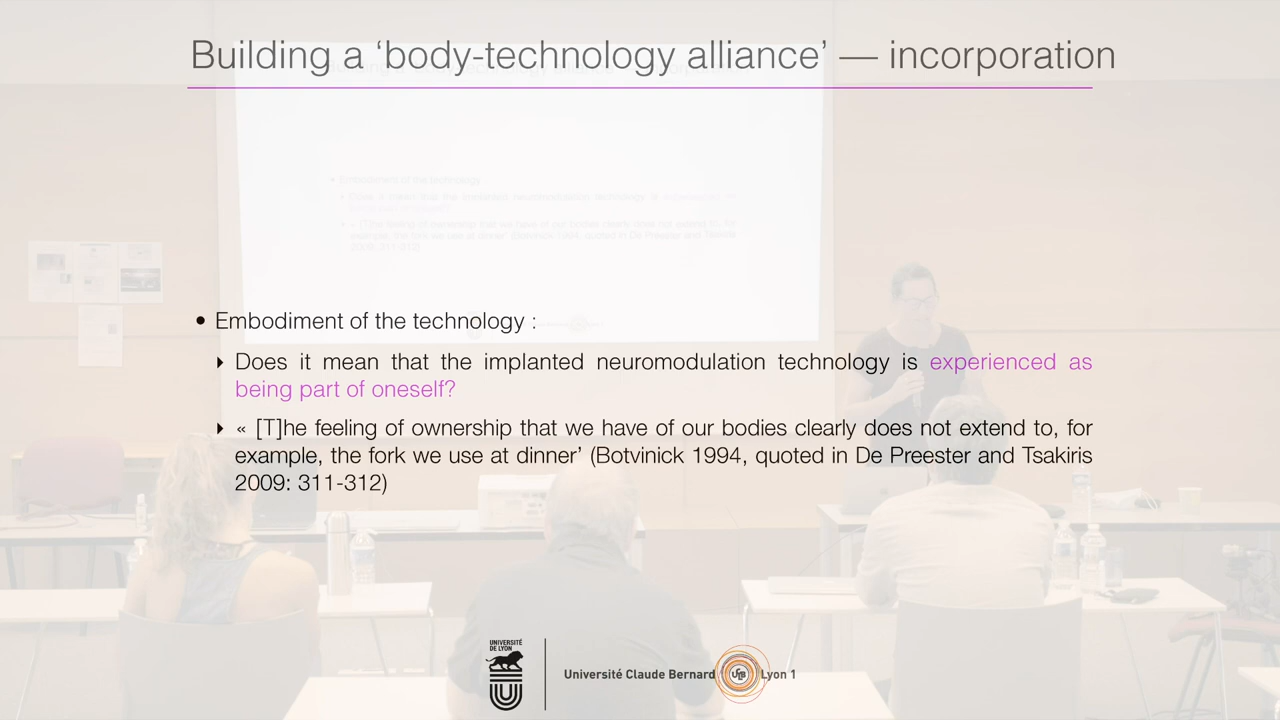 Building a ‘body-technology alliance’ — incorporation
• Embodiment of the technology :
‣ Does it mean that the implanted neuromodulation technology is experienced as
being part of oneself?
‣ « [T]he feeling of ownership that we have of our bodies clearly does not extend to, for
example, the fork we use at dinner’ (Botvinick 1994, quoted in De Preester and Tsakiris
2009: 311-312)
UNIVERSITÉ
DE LYON
Université Claude Bernard Lyon 1